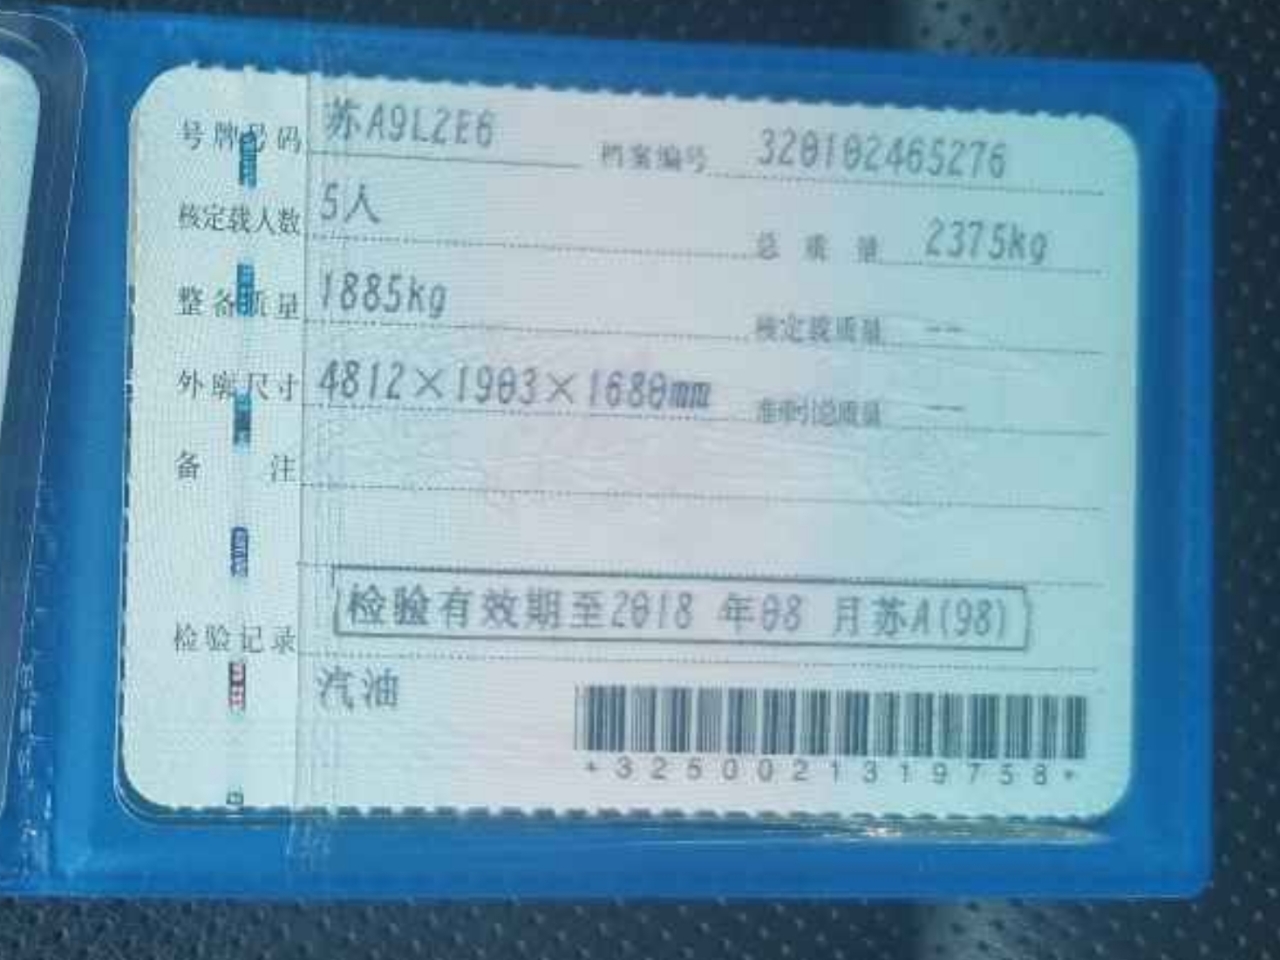 号牌号码 苏A9L2E6 档案编号 320102465276
核定载人数 5人 总质量 2375kg
整备质量 1885kg 核定载质量 --
外廓尺寸 4812×1903×1680mm 准牵引总质量 --
备注
检验记录 检验有效期至2018 年08 月苏A(98)
汽油
*3250021319758*